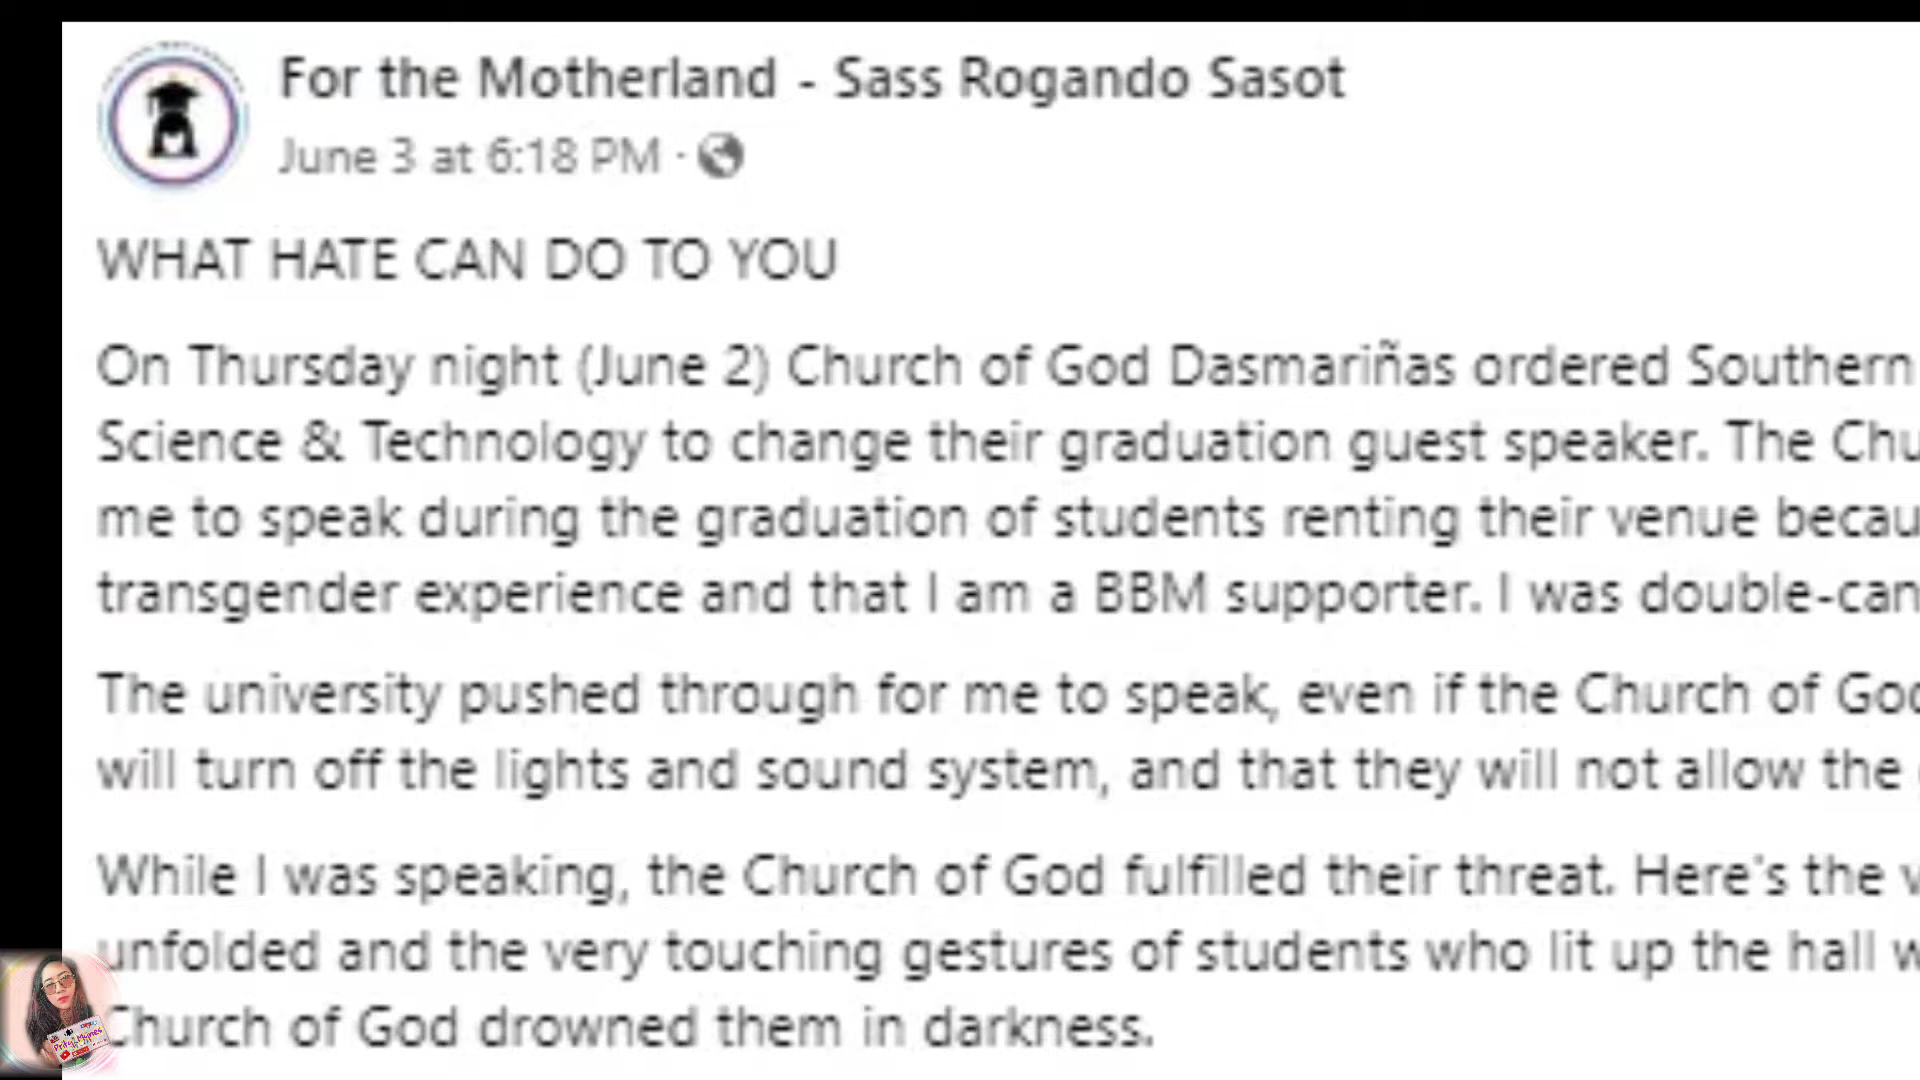 For the Motherland - Sass Rogando Sasot
June 3 at 6:18 PM ·
WHAT HATE CAN DO TO YOU
On Thursday night (June 2) Church of God Dasmariñas ordered Southern
Science & Technology to change their graduation guest speaker. The Chu
me to speak during the graduation of students renting their venue becau
transgender experience and that I am a BBM supporter. I was double-can
The university pushed through for me to speak, even if the Church of God
will turn off the lights and sound system, and that they will not allow the
While I was speaking, the Church of God fulfilled their threat. Here's the v
unfolded and the very touching gestures of students who lit up the hall w
Church of God drowned them in darkness.